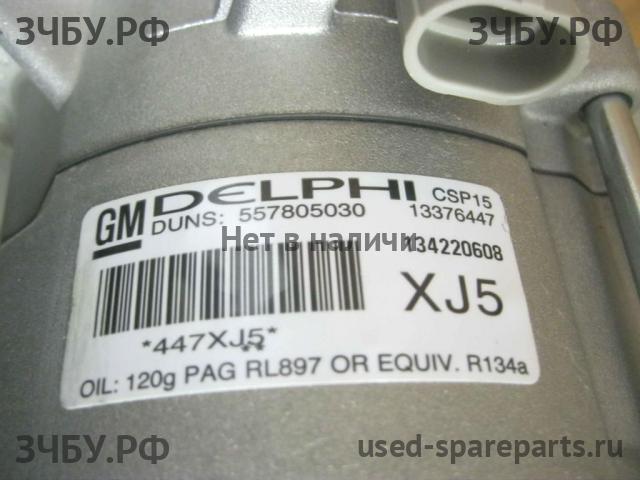 ЗЧБУ.РФ
ЗЧБУ.РФ
GM DELPHI CSP15
DUNS: 557805030 13376447
Нет в наличии
134220608
XJ5
*447XJ5*
**
OIL: 120g PAG RL897 OR EQUIV. R134a
ЗЧБУ.РФ
used-spareparts.ru